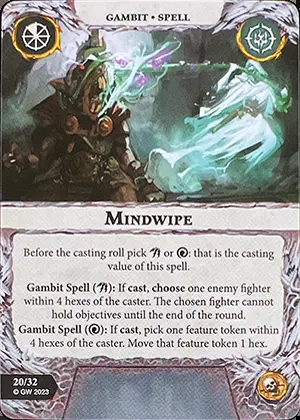 GAMBIT • SPELL
MINDWIPE
Before the casting roll pick or : that is the casting
value of this spell.
Gambit Spell ( ): If cast, choose one enemy fighter
within 4 hexes of the caster. The chosen fighter cannot
hold objectives until the end of the round.
Gambit Spell ( ): If cast, pick one feature token within
4 hexes of the caster. Move that feature token 1 hex.
20/32
© GW 2023